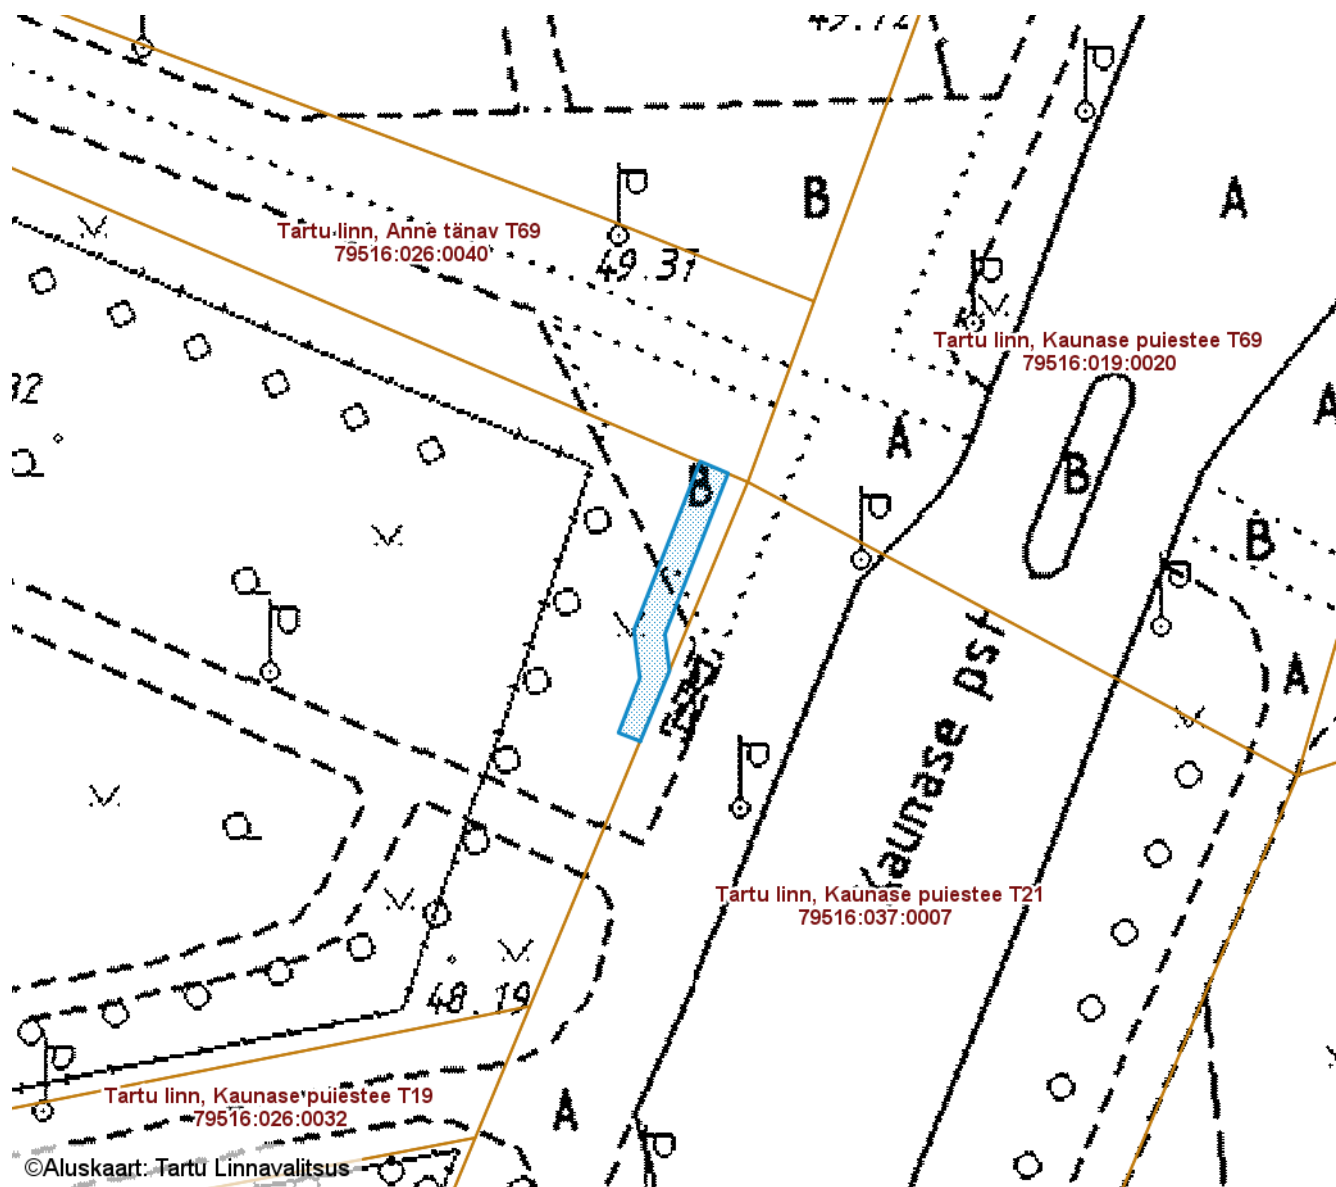 49.72
B
A
Tartu linn, Anne tänav T69
79516:026:0040
49.31
Tartu linn, Kaunase puiestee T69
79516:019:0020
32
A
A
B
B
B
A
Kaunase pst
Tartu linn, Kaunase puiestee T21
79516:037:0007
48.19
Tartu linn, Kaunase puiestee T19
79516:026:0032
A
©Aluskaart: Tartu Linnavalitsus